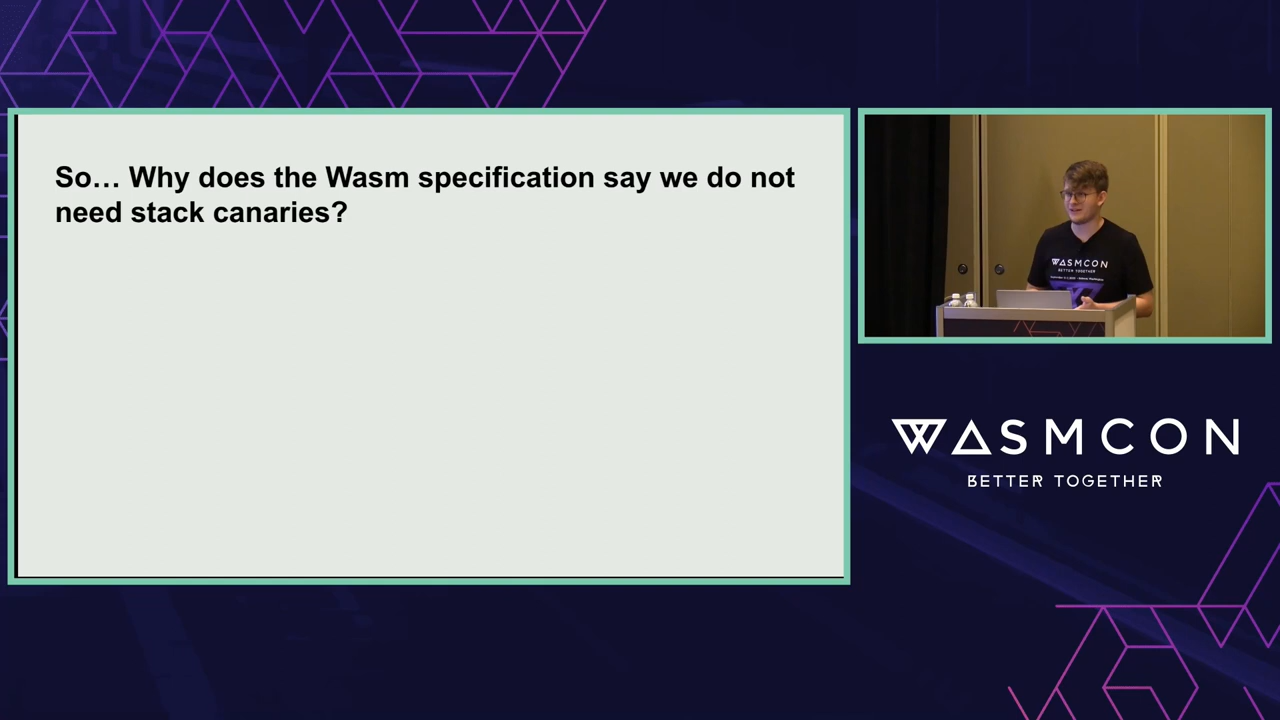 So… Why does the Wasm specification say we do not
need stack canaries?
WASMCON
BETTER TOGETHER
WASMCON
BETTER TOGETHER